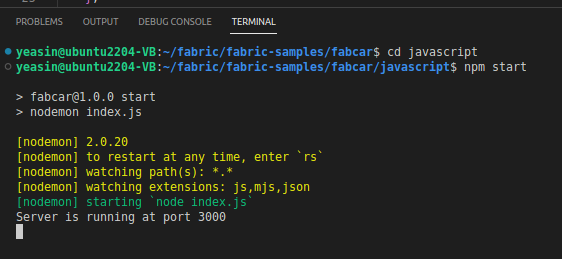 PROBLEMS OUTPUT DEBUG CONSOLE TERMINAL
yeasin@ubuntu2204-VB:~/fabric/fabric-samples/fabcar$ cd javascript
yeasin@ubuntu2204-VB:~/fabric/fabric-samples/fabcar/javascript$ npm start
> fabcar@1.0.0 start
> nodemon index.js
[nodemon] 2.0.20
[nodemon] to restart at any time, enter `rs`
[nodemon] watching path(s): *.*
[nodemon] watching extensions: js,mjs,json
[nodemon] starting `node index.js`
Server is running at port 3000